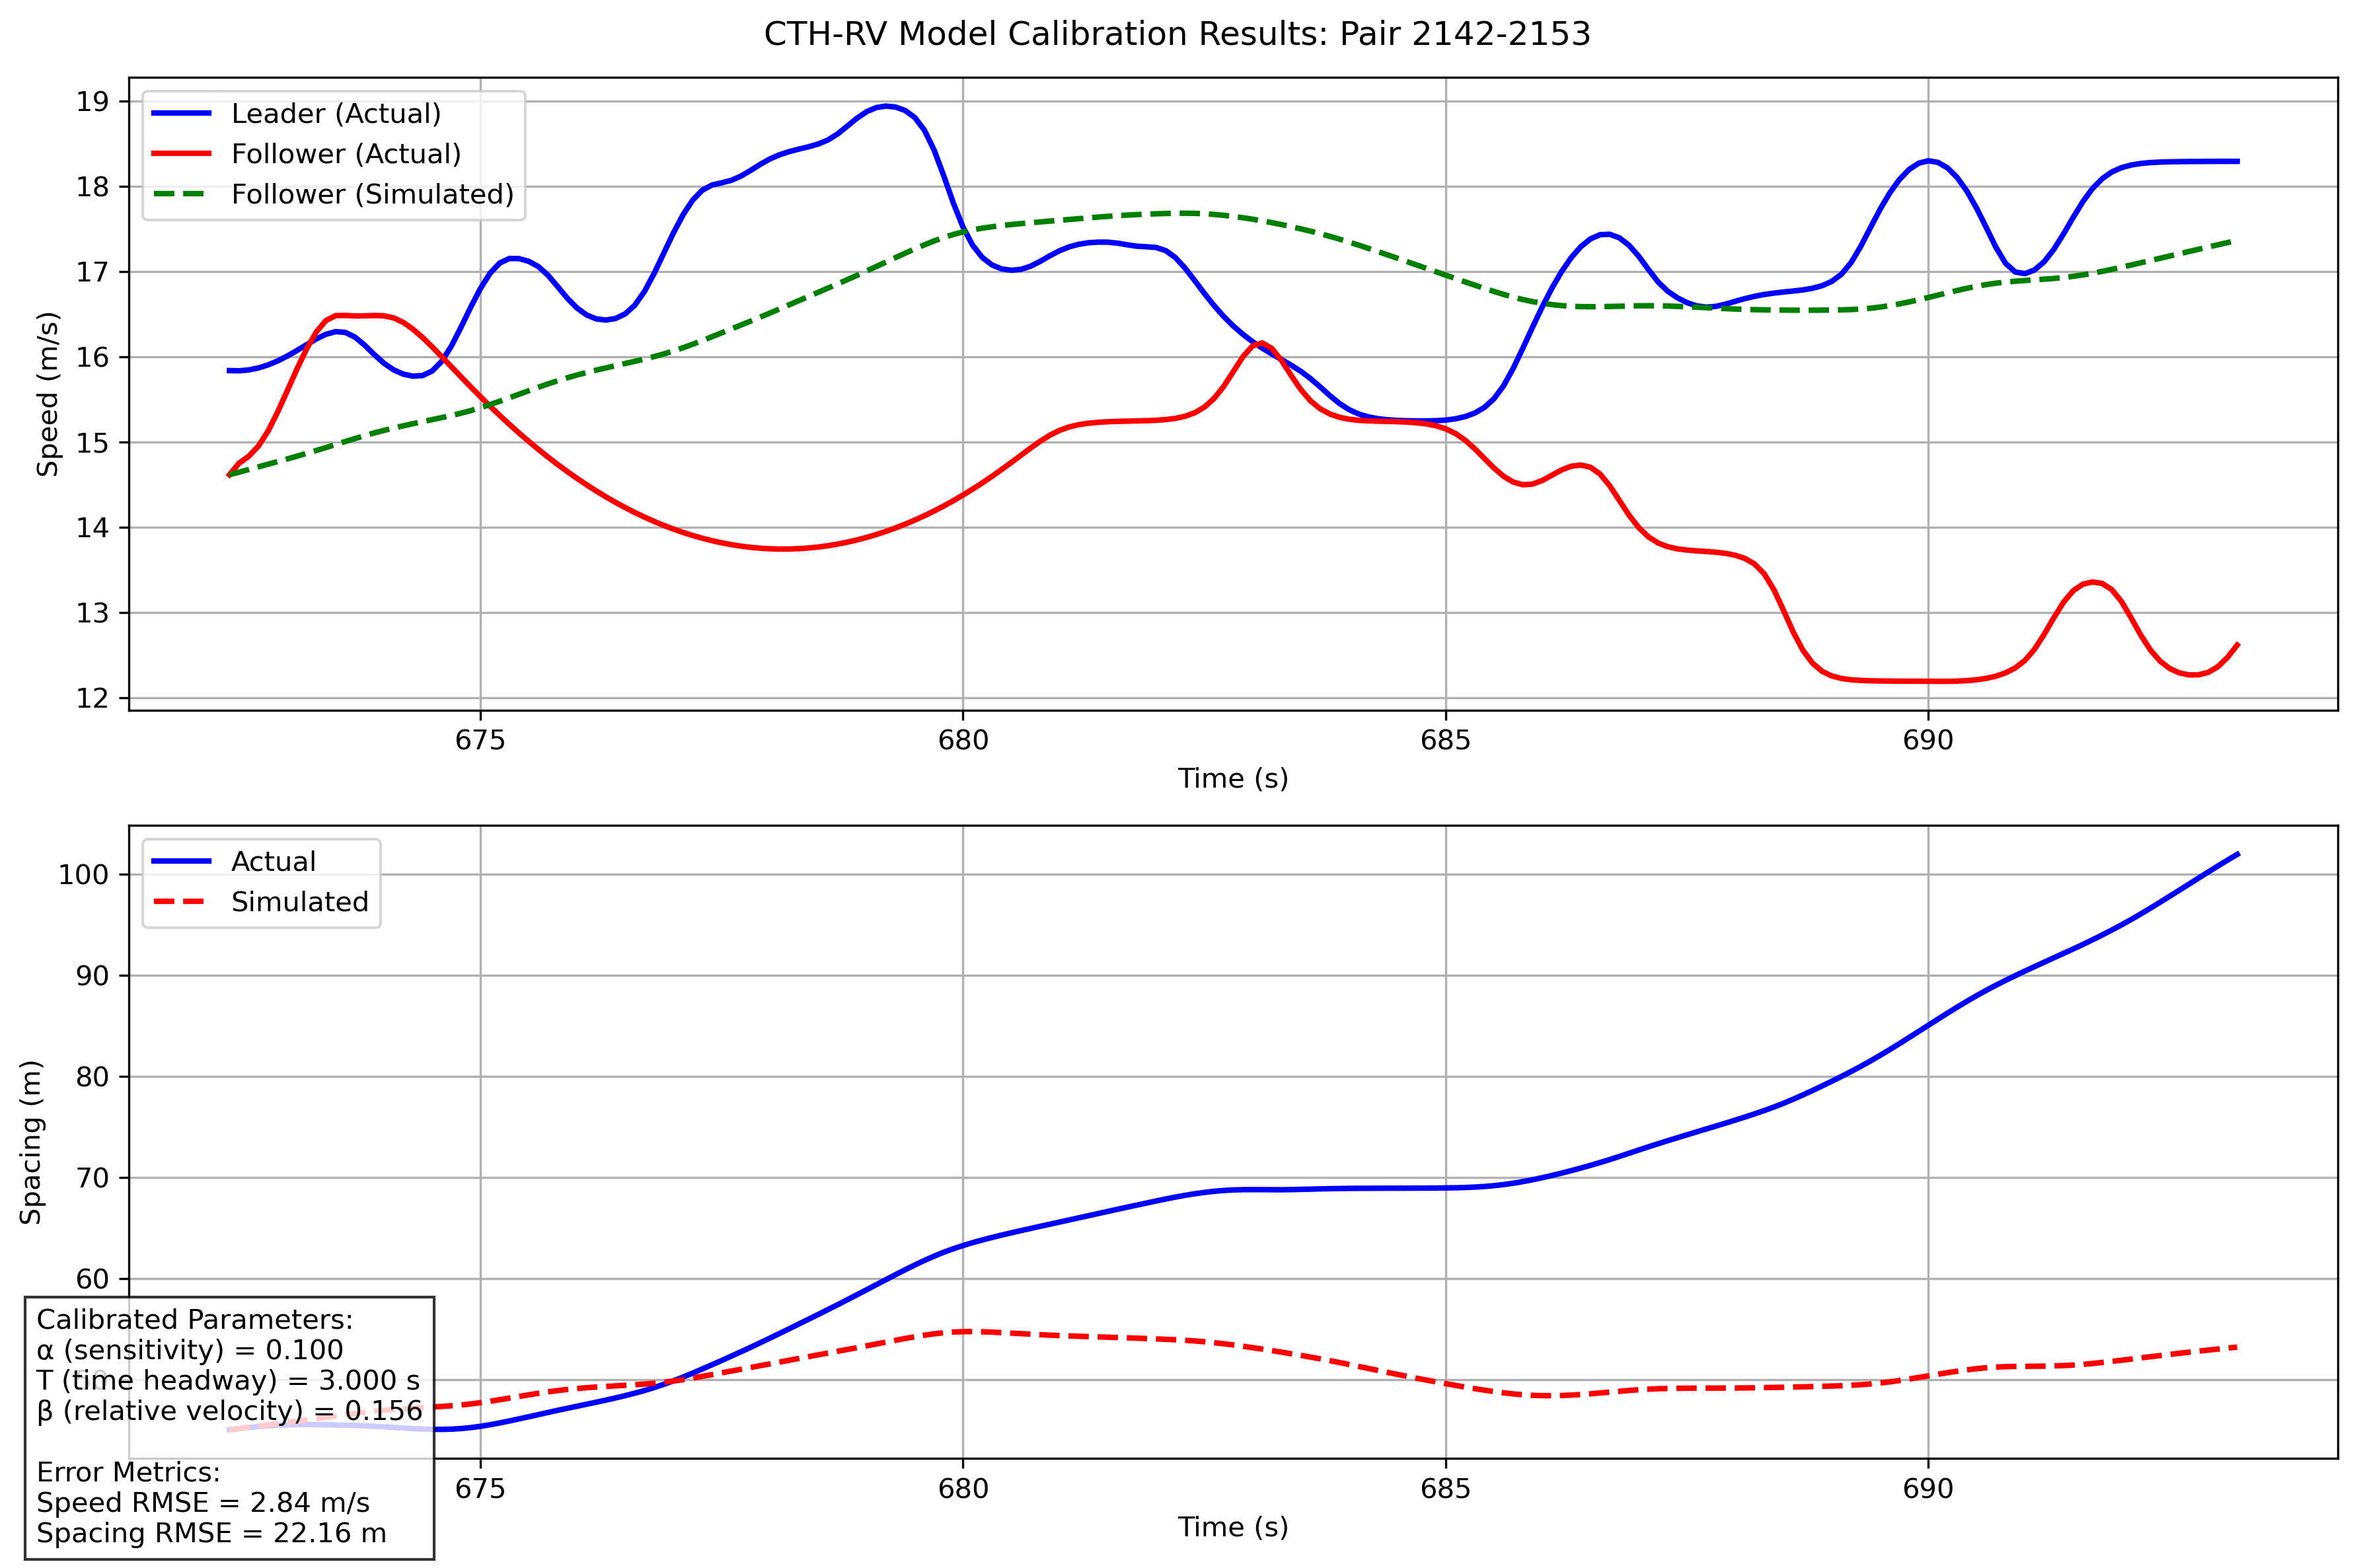 CTH-RV Model Calibration Results: Pair 2142-2153
19
18
17
16
15
14
13
12
Speed (m/s)
Leader (Actual)
Follower (Actual)
Follower (Simulated)
675
680
685
690
Time (s)
100
90
80
70
60
Spacing (m)
Actual
Simulated
Calibrated Parameters:
α (sensitivity) = 0.100
T (time headway) = 3.000 s
β (relative velocity) = 0.156
Error Metrics:
Speed RMSE = 2.84 m/s
Spacing RMSE = 22.16 m
675
680
685
690
Time (s)